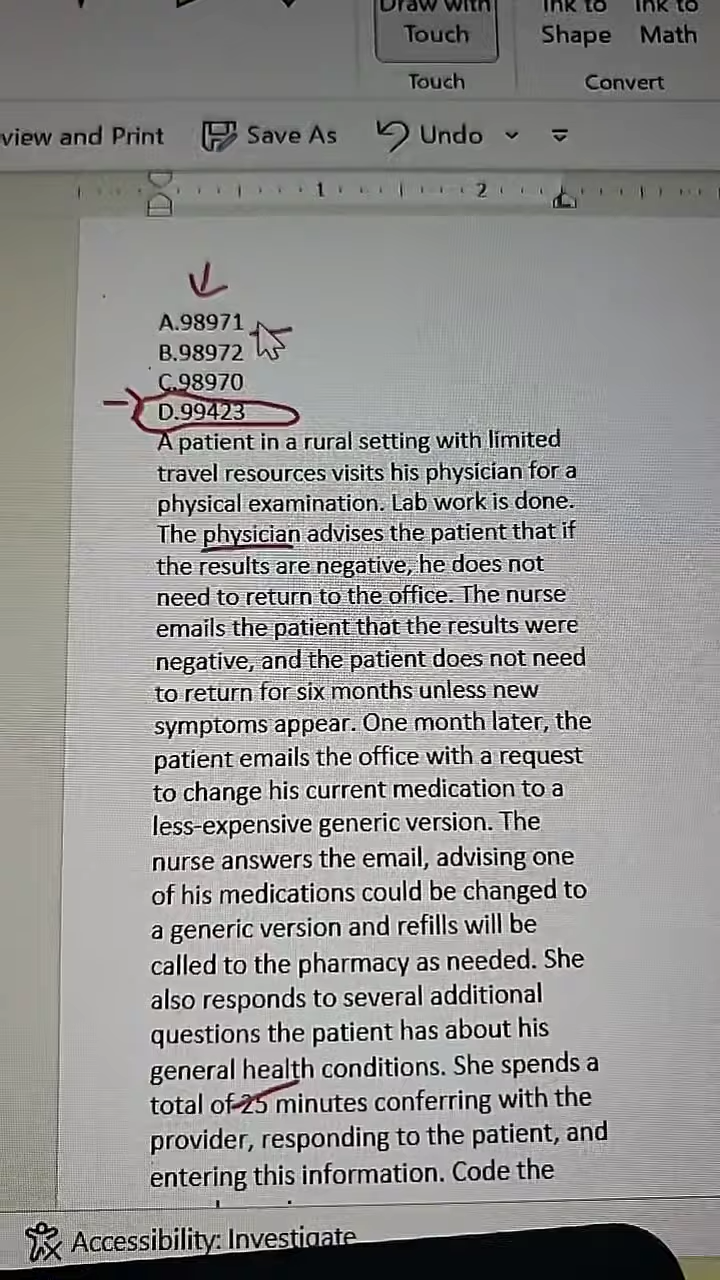 Draw with Ink to Ink to
Touch Shape Math
Touch Convert
view and Print Save As Undo
1 2
A.98971
B.98972
C.98970
D.99423
A patient in a rural setting with limited
travel resources visits his physician for a
physical examination. Lab work is done.
The physician advises the patient that if
the results are negative, he does not
need to return to the office. The nurse
emails the patient that the results were
negative, and the patient does not need
to return for six months unless new
symptoms appear. One month later, the
patient emails the office with a request
to change his current medication to a
less-expensive generic version. The
nurse answers the email, advising one
of his medications could be changed to
a generic version and refills will be
called to the pharmacy as needed. She
also responds to several additional
questions the patient has about his
general health conditions. She spends a
total of 25 minutes conferring with the
provider, responding to the patient, and
entering this information. Code the
Accessibility: Investigate